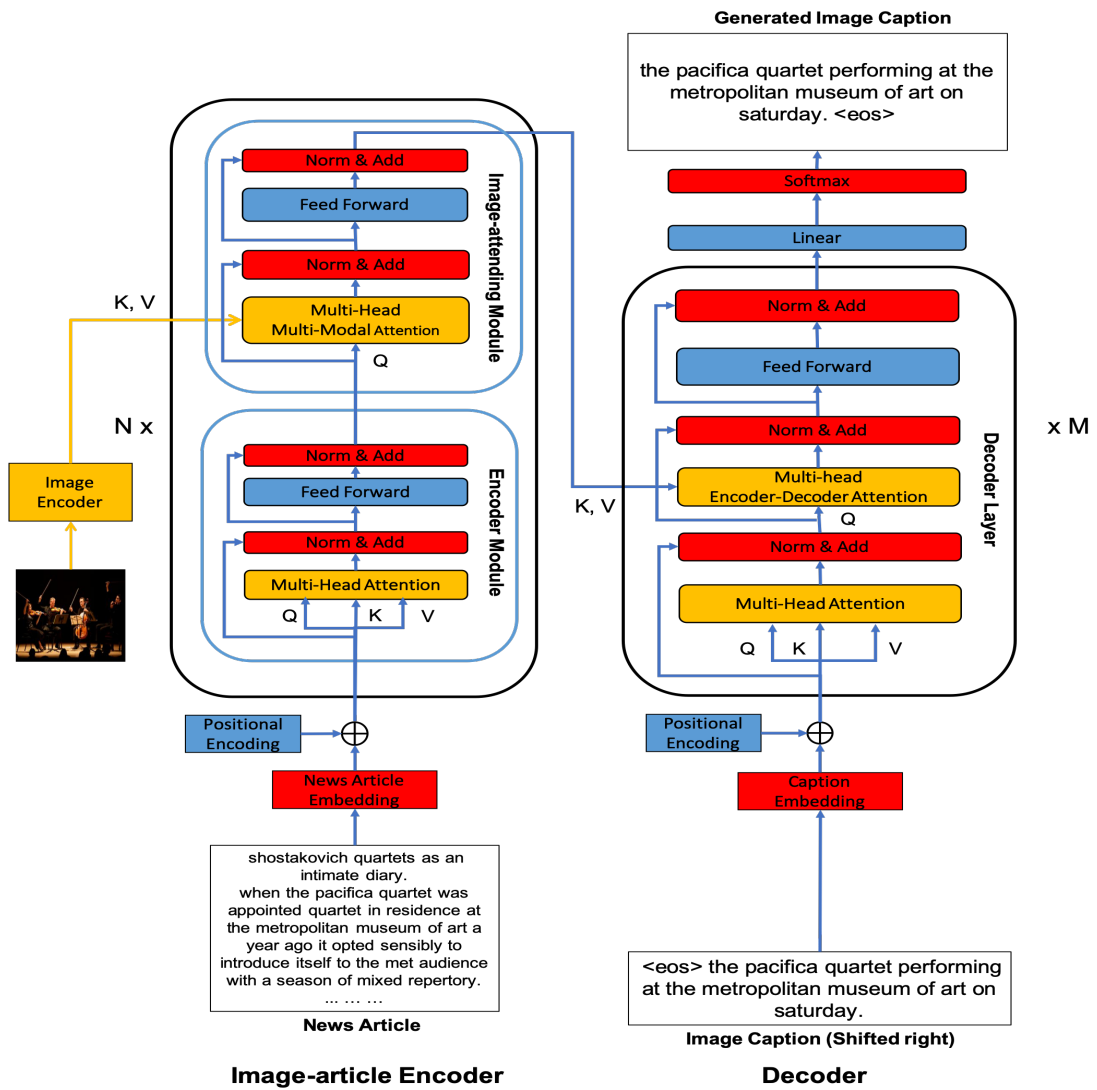 Generated Image Caption
the pacifica quartet performing at the
metropolitan museum of art on
saturday. <eos>
Softmax
Linear
Norm & Add
Feed Forward
Norm & Add
Multi-Head
Multi-Modal Attention
Q
Image-attending Module
K, V
N x
Image
Encoder
Norm & Add
Feed Forward
Norm & Add
Multi-Head Attention
Q
K
V
Encoder Module
Positional
Encoding
News Article
Embedding
shostakovich quartets as an
intimate diary.
when the pacifica quartet was
appointed quartet in residence at
the metropolitan museum of art a
year ago it opted sensibly to
introduce itself to the met audience
with a season of mixed repertory.
... ... ...
News Article
Image-article Encoder
Norm & Add
Feed Forward
Norm & Add
Multi-head
Encoder-Decoder Attention
K, V
Q
Norm & Add
Multi-Head Attention
Q
K
V
Decoder Layer
x M
Positional
Encoding
Caption
Embedding
<eos> the pacifica quartet performing
at the metropolitan museum of art on
saturday.
Image Caption (Shifted right)
Decoder